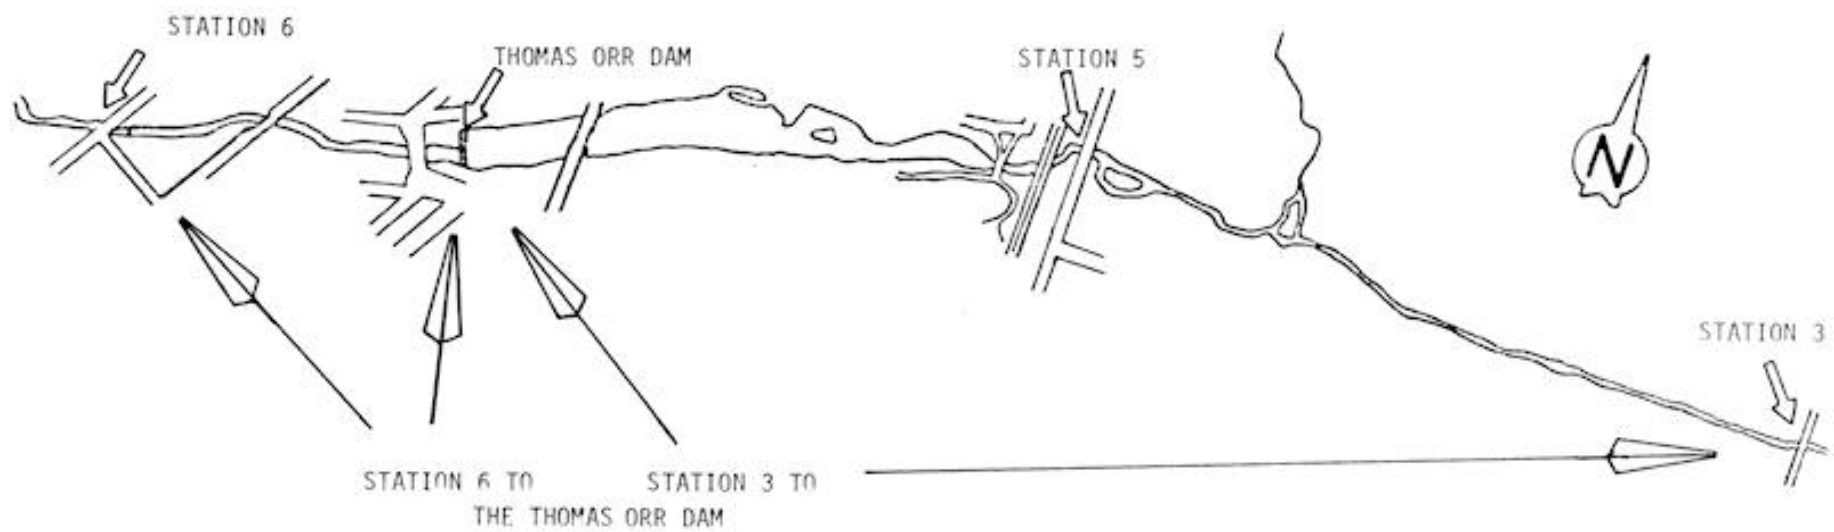 STATION 6
THOMAS ORR DAM
STATION 5
N
STATION 3
STATION 6 TO
STATION 3 TO
THE THOMAS ORR DAM